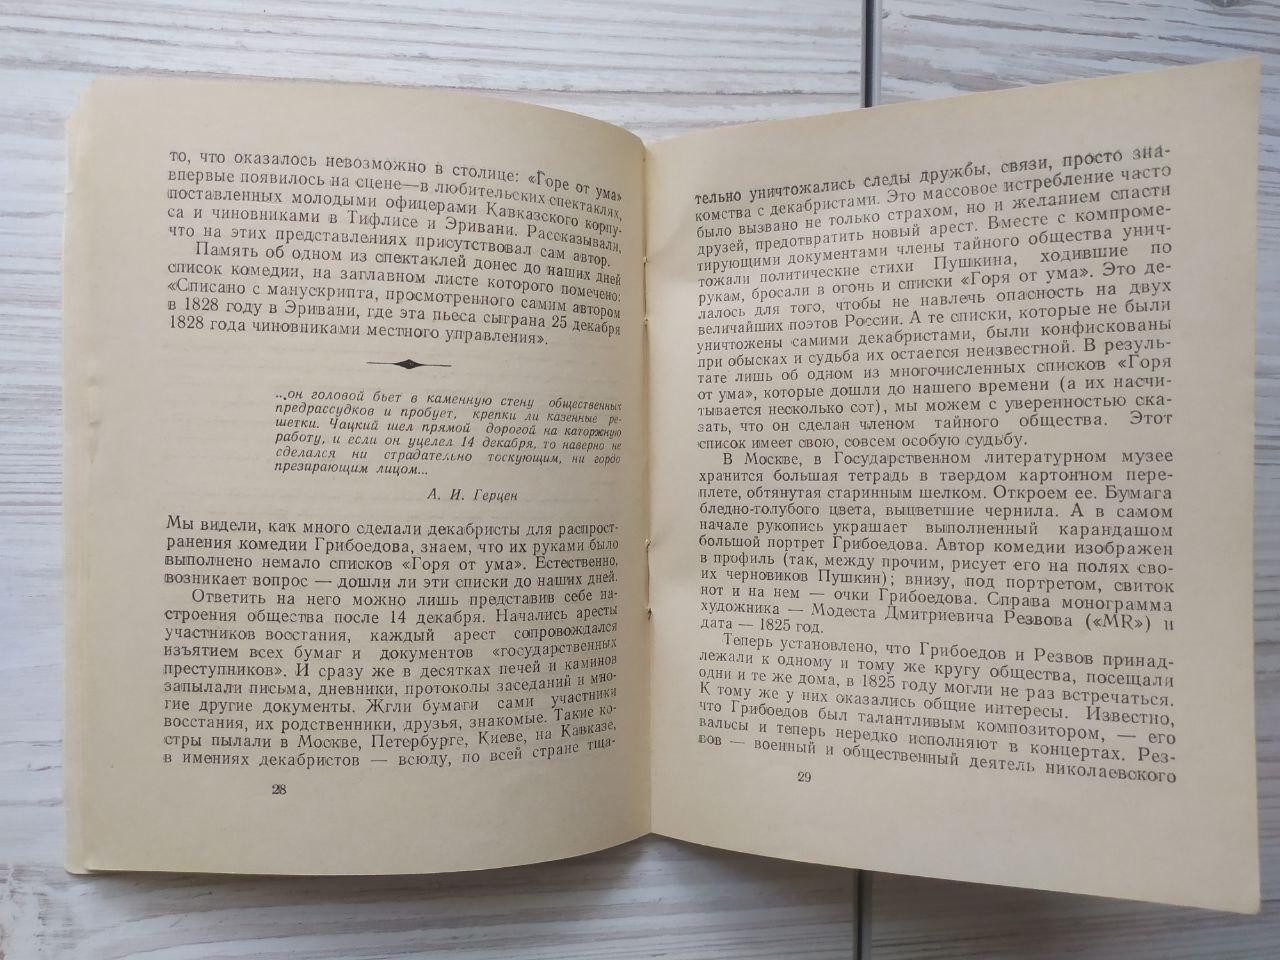 то, что оказалось невозможно в столице: «Горе от ума»
впервые появилось на сцене—в любительских спектаклях,
поставленных молодыми офицерами Кавказского корпу-
са и чиновниками в Тифлисе и Эривани. Рассказывали,
что на этих представлениях присутствовал сам автор.
Память об одном из спектаклей донес до наших дней
список комедии, на заглавном листе которого помечено:
«Списано с манускрипта, просмотренного самим автором
в 1828 году в Эривани, где эта пьеса сыграна 25 декабря
1828 года чиновниками местного управления».
...он головой бьет в каменную стену общественных
предрассудков и пробует, крепки ли казенные ре-
шетки. Чацкий шел прямой дорогой на каторжную
работу, и если он уцелел 14 декабря, то наверно не
сделался ни страдательно тоскующим, ни гордо
презирающим лицом...
А. И. Герцен
Мы видели, как много сделали декабристы для распрост-
ранения комедии Грибоедова, знаем, что их руками было
выполнено немало списков «Горя от ума». Естественно,
возникает вопрос — дошли ли эти списки до наших дней.
Ответить на него можно лишь представив себе на-
строения общества после 14 декабря. Начались аресты
участников восстания, каждый арест сопровождался
изъятием всех бумаг и документов «государственных
преступников». И сразу же в десятках печей и каминов
запылали письма, дневники, протоколы заседаний и мно-
гие другие документы. Жгли бумаги сами участники
восстания, их родственники, друзья, знакомые. Такие ко-
стры пылали в Москве, Петербурге, Киеве, на Кавказе,
в имениях декабристов — всюду, по всей стране тща-
28
тельно уничтожались следы дружбы, связи, просто зна-
комства с декабристами. Это массовое истребление часто
было вызвано не только страхом, но и желанием спасти
друзей, предотвратить новый арест. Вместе с компроме-
тирующими документами члены тайного общества унич-
тожали политические стихи Пушкина, ходившие по
рукам, бросали в огонь и списки «Горя от ума». Это де-
лалось для того, чтобы не навлечь опасность на двух
величайших поэтов России. А те списки, которые не были
уничтожены самими декабристами, были конфискованы
при обысках и судьба их остается неизвестной. В резуль-
тате лишь об одном из многочисленных списков «Горя
от ума», которые дошли до нашего времени (а их насчи-
тывается несколько сот), мы можем с уверенностью ска-
зать, что он сделан членом тайного общества. Этот
список имеет свою, совсем особую судьбу.
В Москве, в Государственном литературном музее
хранится большая тетрадь в твердом картонном пере-
плете, обтянутая старинным шелком. Откроем ее. Бумага
бледно-голубого цвета, выцветшие чернила. А в самом
начале рукопись украшает выполненный карандашом
большой портрет Грибоедова. Автор комедии изображен
в профиль (так, между прочим, рисует его на полях сво-
их черновиков Пушкин); внизу, под портретом, свиток
нот и на нем — очки Грибоедова. Справа монограмма
художника — Модеста Дмитриевича Резвова («MR») и
дата — 1825 год.
Теперь установлено, что Грибоедов и Резвов принад-
лежали к одному и тому же кругу общества, посещали
одни и те же дома, в 1825 году могли не раз встречаться.
К тому же у них оказались общие интересы. Известно,
что Грибоедов был талантливым композитором, — его
вальсы и теперь нередко исполняют в концертах. Рез-
вов — военный и общественный деятель николаевского
29